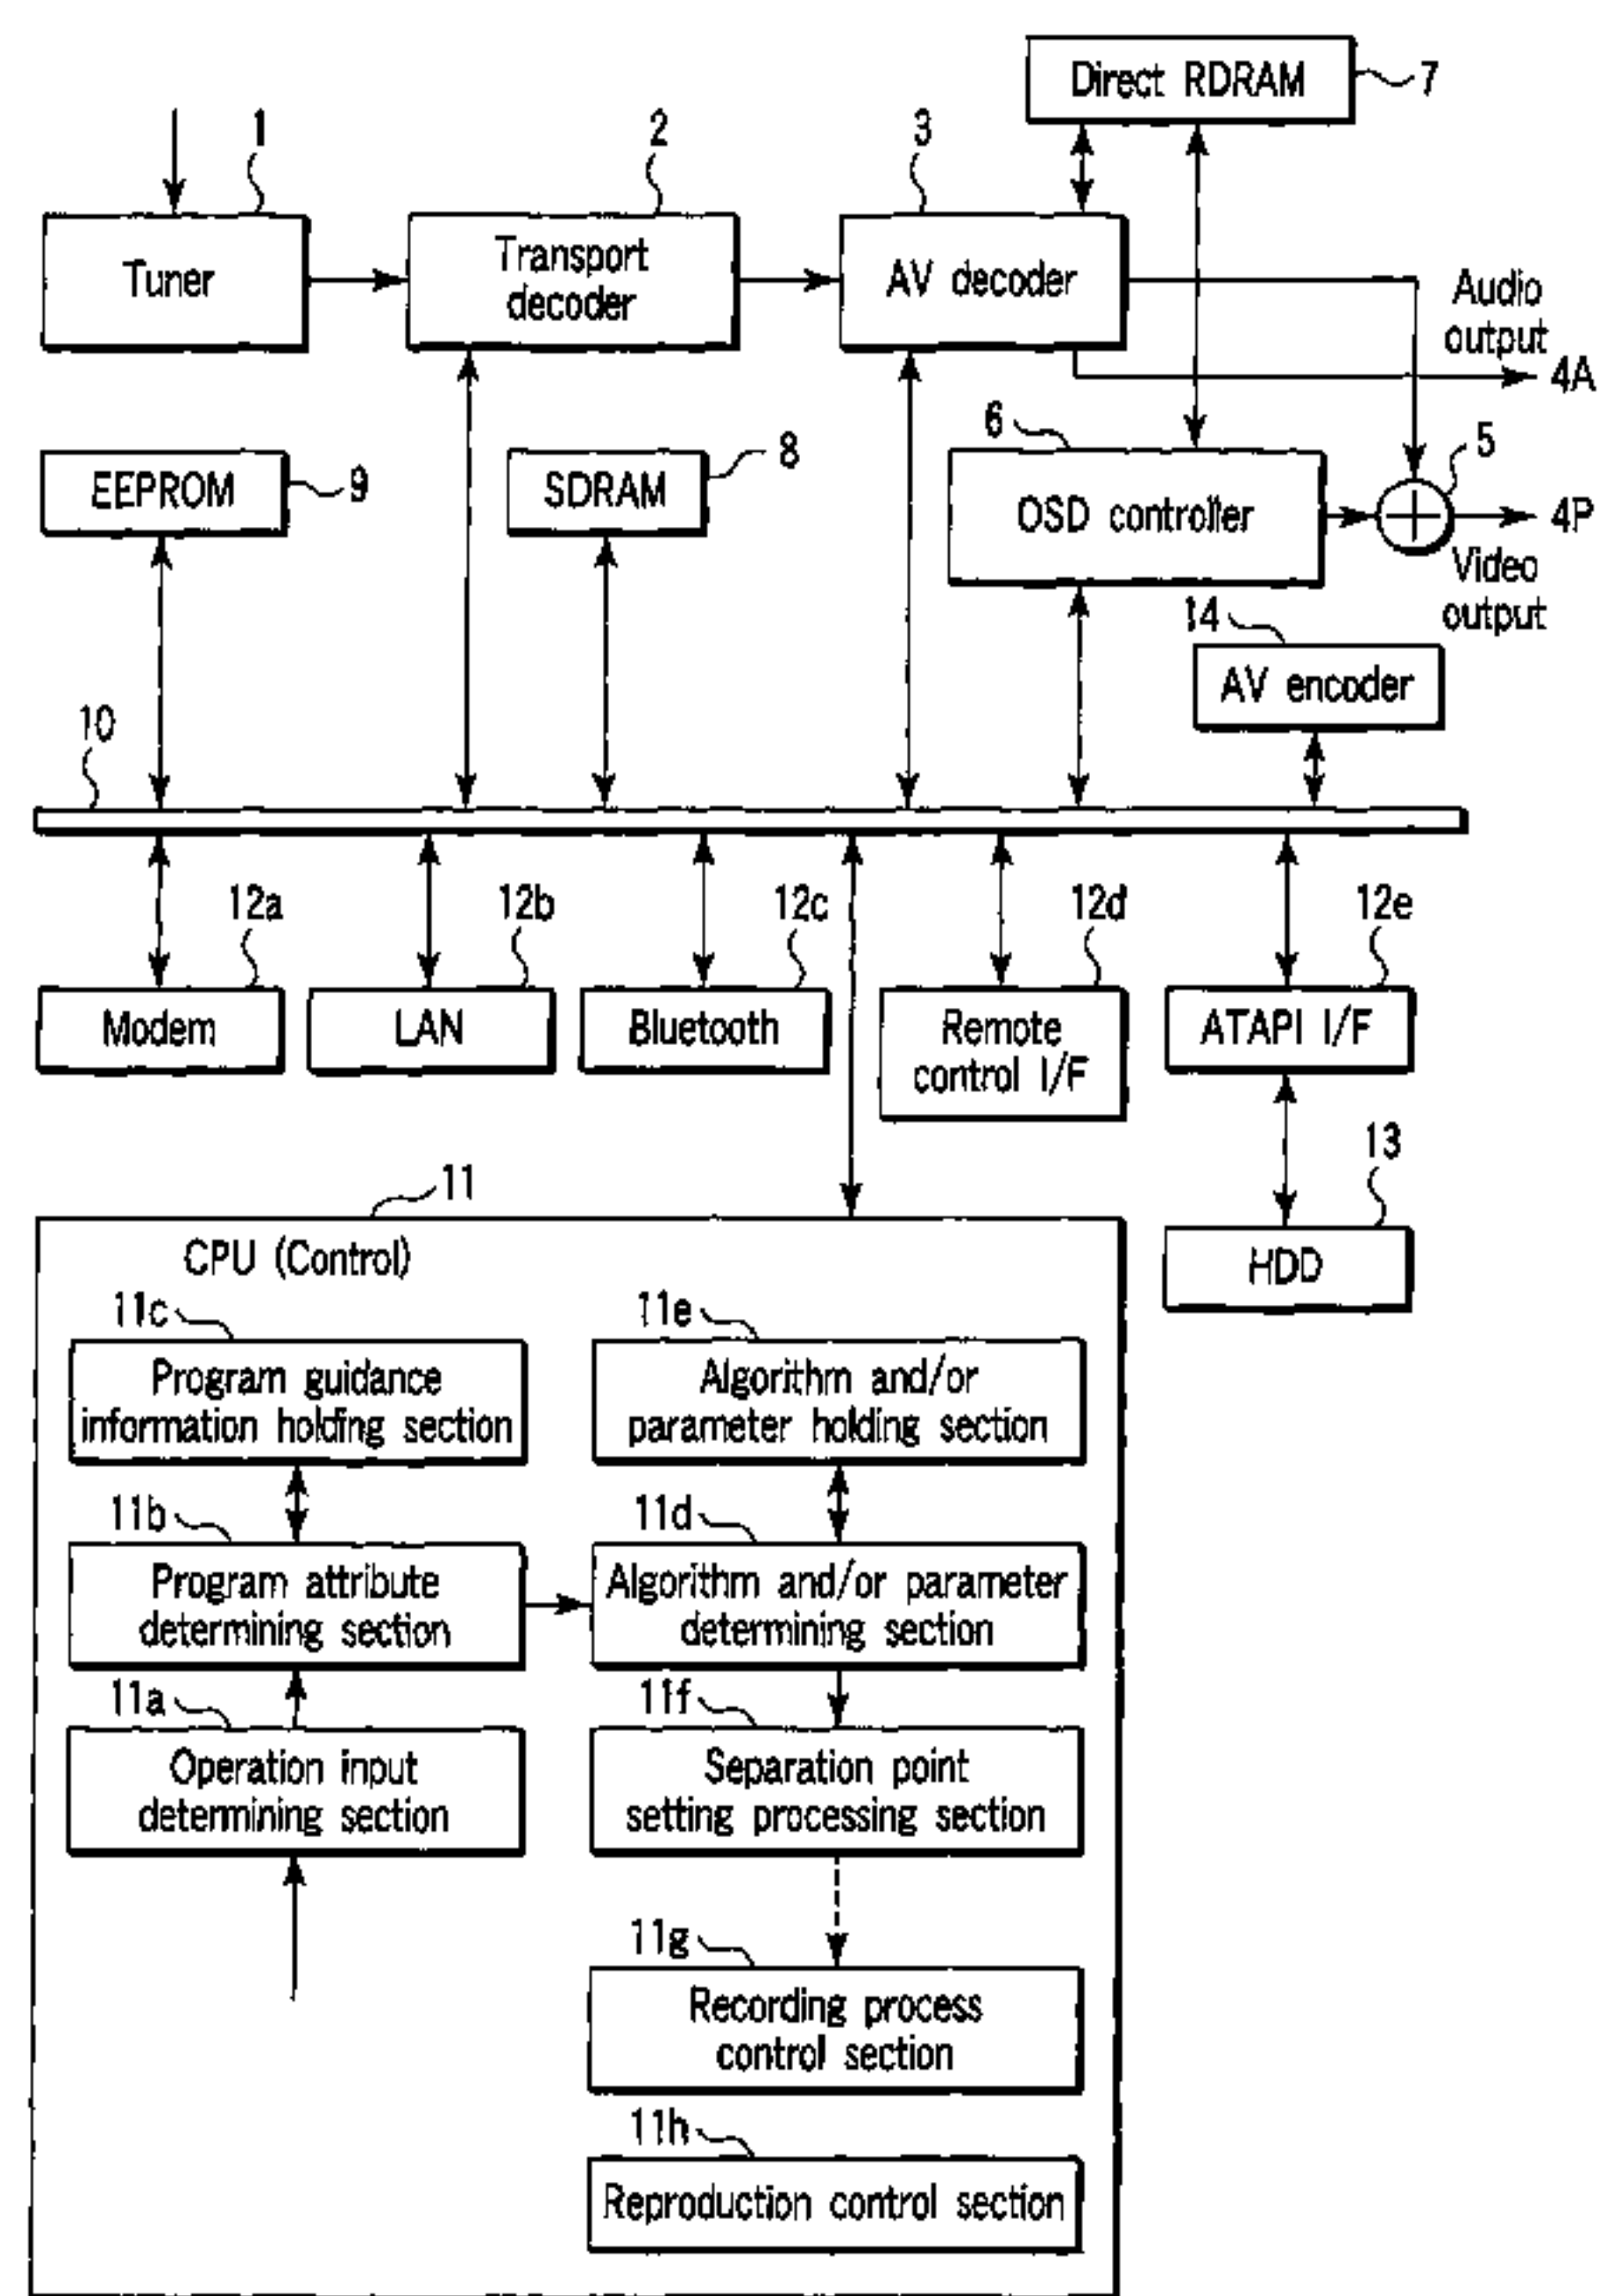 Direct RDRAM
7
1
2
3
Tuner
Transport
decoder
AV decoder
Audio
output
4A
EEPROM
9
SDRAM
8
6
OSD controller
5
4P
Video
output
14
AV encoder
10
12a
12b
12c
12d
12e
Modem
LAN
Bluetooth
Remote
control I/F
ATAPI I/F
13
HDD
11
CPU (Control)
11c
Program guidance
information holding section
11e
Algorithm and/or
parameter holding section
11b
Program attribute
determining section
11d
Algorithm and/or parameter
determining section
11a
Operation input
determining section
11f
Separation point
setting processing section
11g
Recording process
control section
11h
Reproduction control section